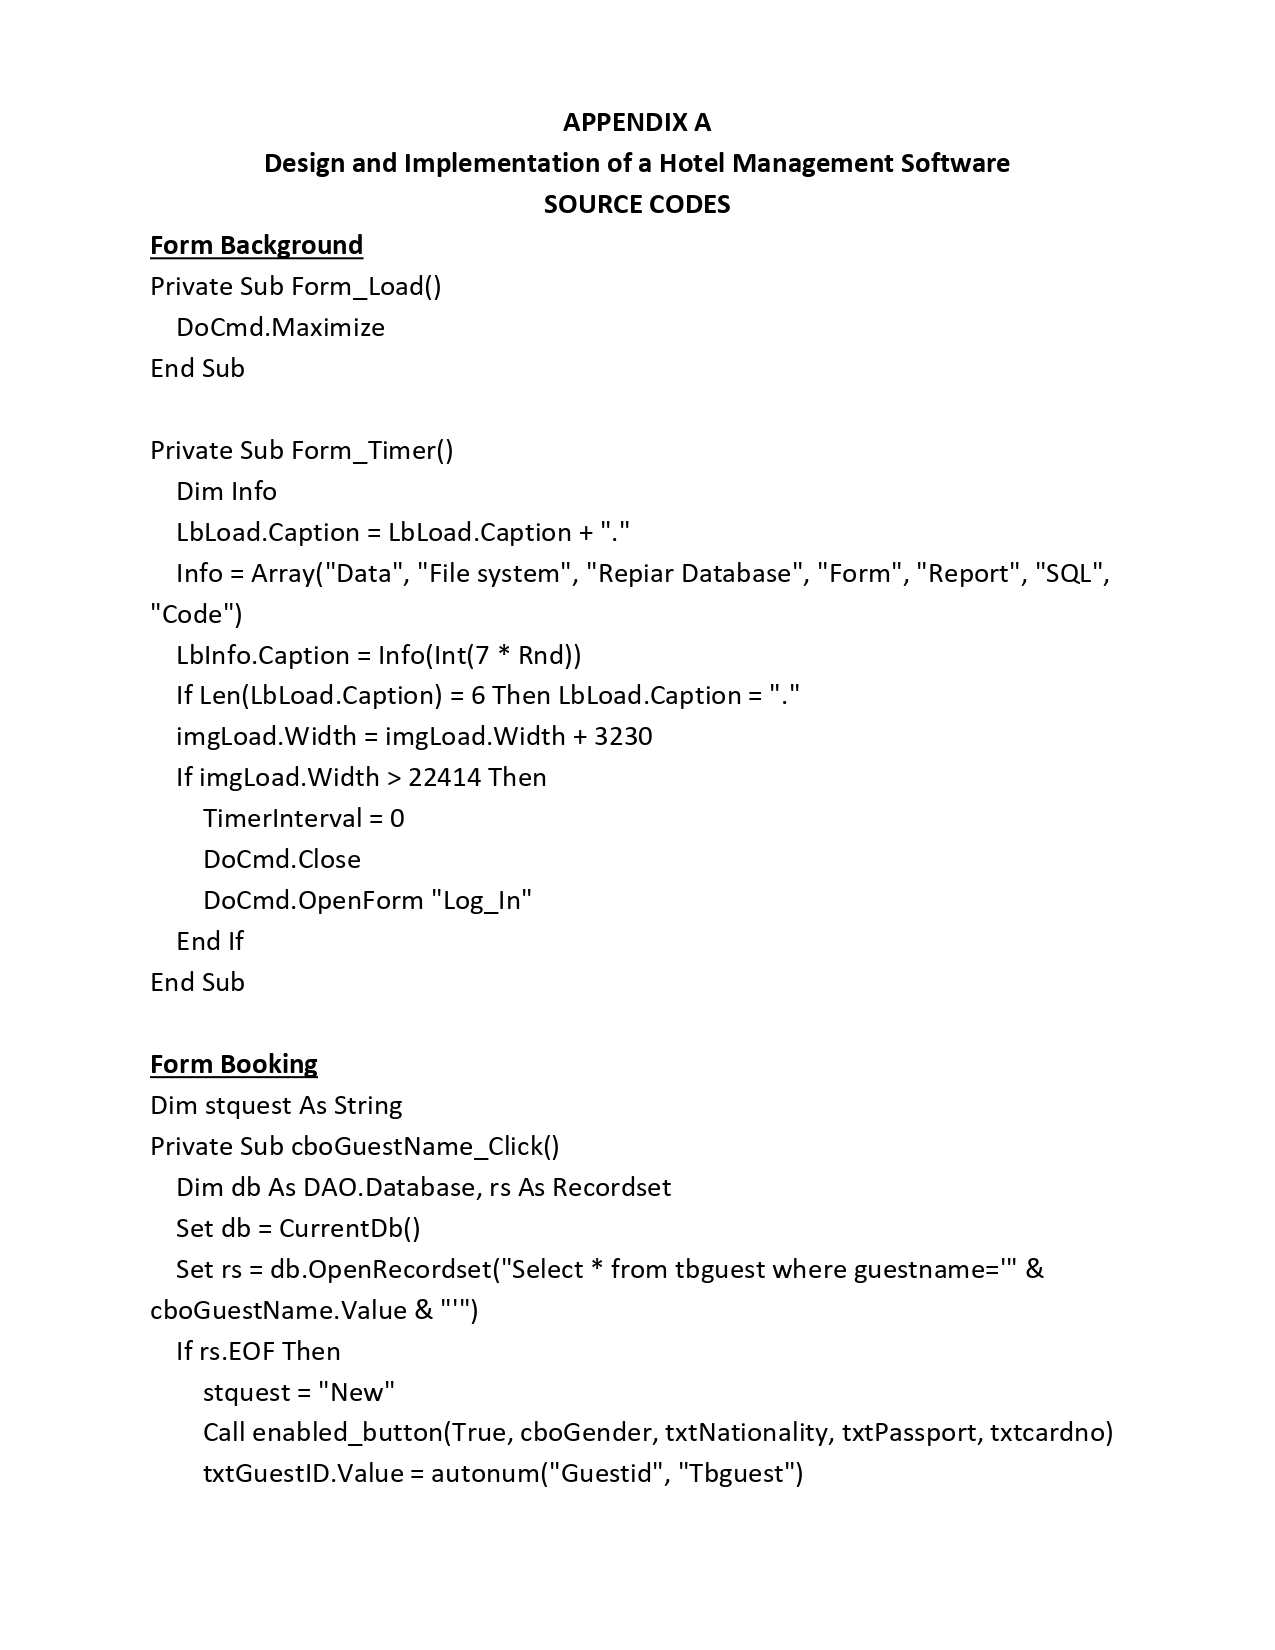 APPENDIX A
Design and Implementation of a Hotel Management Software
SOURCE CODES
Form Background
Private Sub Form_Load()
DoCmd.Maximize
End Sub
Private Sub Form_Timer()
Dim Info
LbLoad.Caption = LbLoad.Caption + "."
Info = Array("Data", "File system", "Repiar Database", "Form", "Report", "SQL",
"Code")
LbInfo.Caption = Info(Int(7 * Rnd))
If Len(LbLoad.Caption) = 6 Then LbLoad.Caption = "."
imgLoad.Width = imgLoad.Width + 3230
If imgLoad.Width > 22414 Then
TimerInterval = 0
DoCmd.Close
DoCmd.OpenForm "Log_In"
End If
End Sub
Form Booking
Dim stquest As String
Private Sub cboGuestName_Click()
Dim db As DAO.Database, rs As Recordset
Set db = CurrentDb()
Set rs = db.OpenRecordset("Select * from tbguest where guestname='" &
cboGuestName.Value & "'")
If rs.EOF Then
stquest = "New"
Call enabled_button(True, cboGender, txtNationality, txtPassport, txtcardno)
txtGuestID.Value = autonum("Guestid", "Tbguest")